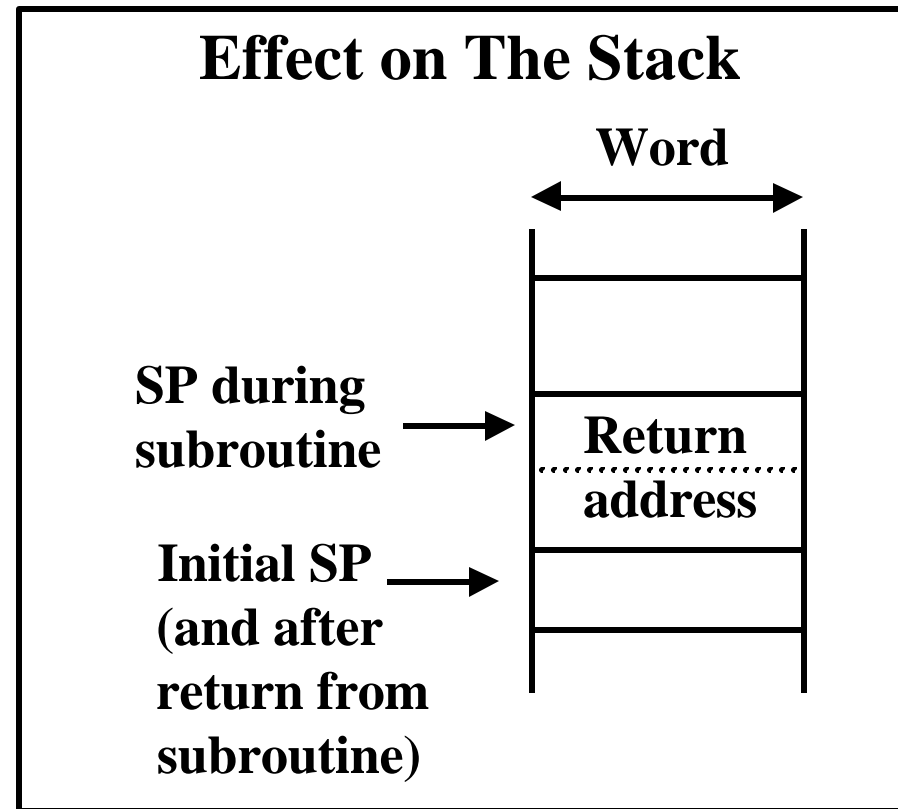 Effect on The Stack
Word
SP during
subroutine
Return
address
Initial SP
(and after
return from
subroutine)